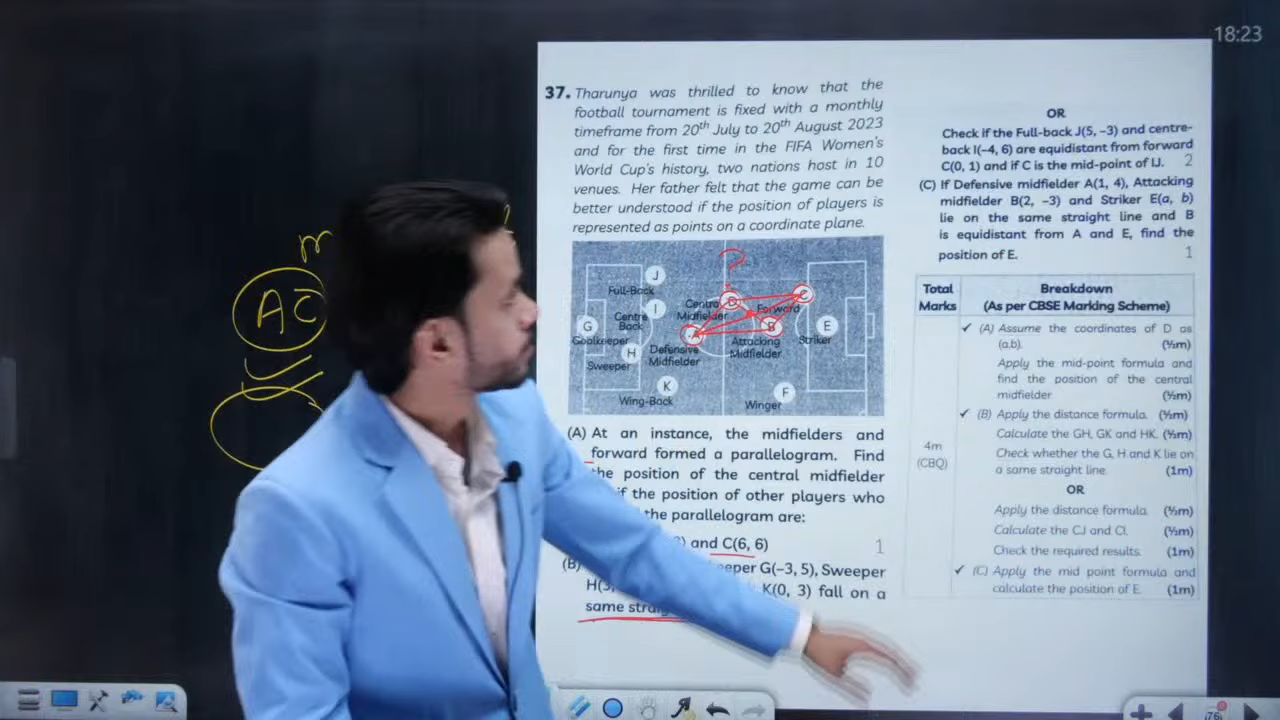 18:23
AC
37. Tharunya was thrilled to know that the
football tournament is fixed with a monthly
timeframe from 20th July to 20th August 2023
and for the first time in the FIFA Women's
World Cup's history, two nations host in 10
venues. Her father felt that the game can be
better understood if the position of players is
represented as points on a coordinate plane.
?
J
Full-Back
Centre
Back
I
G
Goalkeeper
H
Sweeper
K
Wing-Back
Central
Midfielder
D
Defensive
Midfielder
A
Forward
C
B
Attacking
Midfielder
E
Striker
F
Winger
(A) At an instance, the midfielders and
forward formed a parallelogram. Find
the position of the central midfielder
if the position of other players who
the parallelogram are:
and C(6, 6) 1
(B) G(−3, 5), Sweeper
K(0, 3) fall on a
same
OR
Check if the Full-back J(5, −3) and centre-
back I(−4, 6) are equidistant from forward
C(0, 1) and if C is the mid-point of IJ. 2
(C) If Defensive midfielder A(1, 4), Attacking
midfielder B(2, −3) and Striker E(a, b)
lie on the same straight line and B
is equidistant from A and E, find the
position of E. 1
Total Marks
Breakdown
(As per CBSE Marking Scheme)
4m
(CBQ)
✓ (A) Assume the coordinates of D as
(a,b). (½m)
Apply the mid-point formula and
find the position of the central
midfielder (½m)
✓ (B) Apply the distance formula. (½m)
Calculate the GH, GK and HK. (½m)
Check whether the G, H and K lie on
a same straight line. (1m)
OR
Apply the distance formula. (½m)
Calculate the CJ and CI. (½m)
Check the required results. (1m)
✓ (C) Apply the mid point formula and
calculate the position of E. (1m)
76